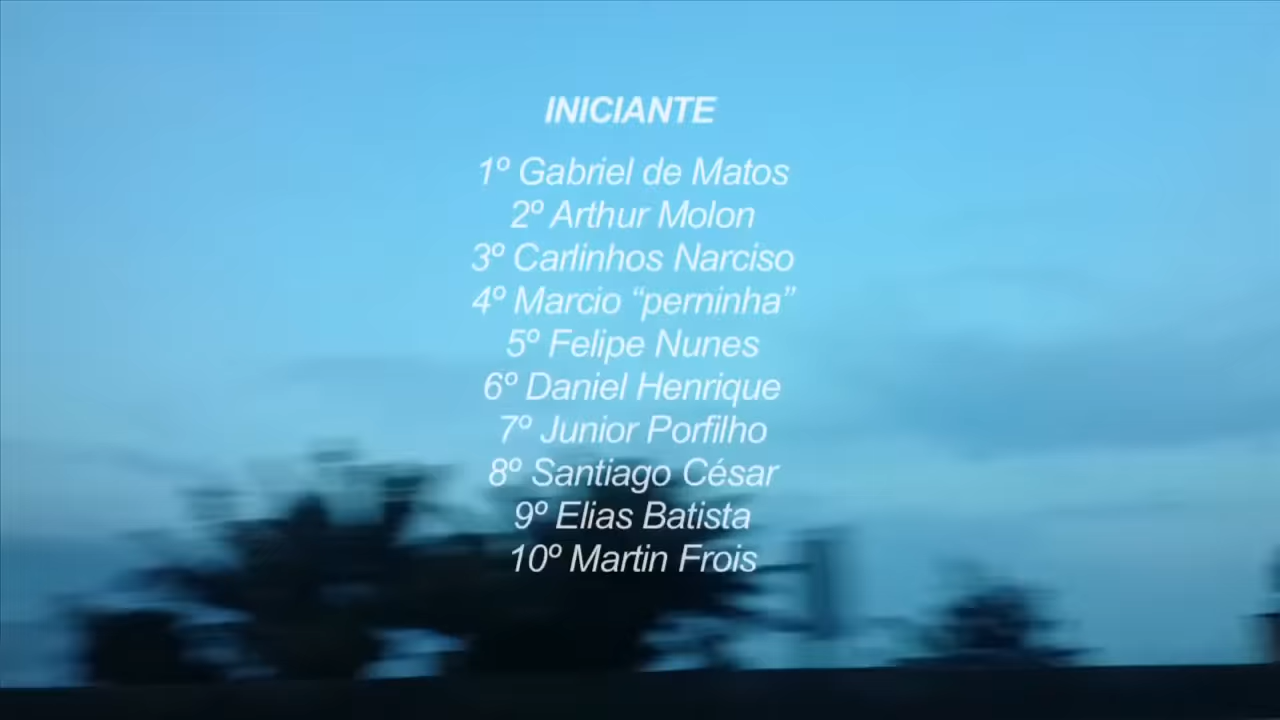 INICIANTE
1º Gabriel de Matos
2º Arthur Molon
3º Carlinhos Narciso
4º Marcio “perninha”
5º Felipe Nunes
6º Daniel Henrique
7º Junior Porfilho
8º Santiago César
9º Elias Batista
10º Martin Frois